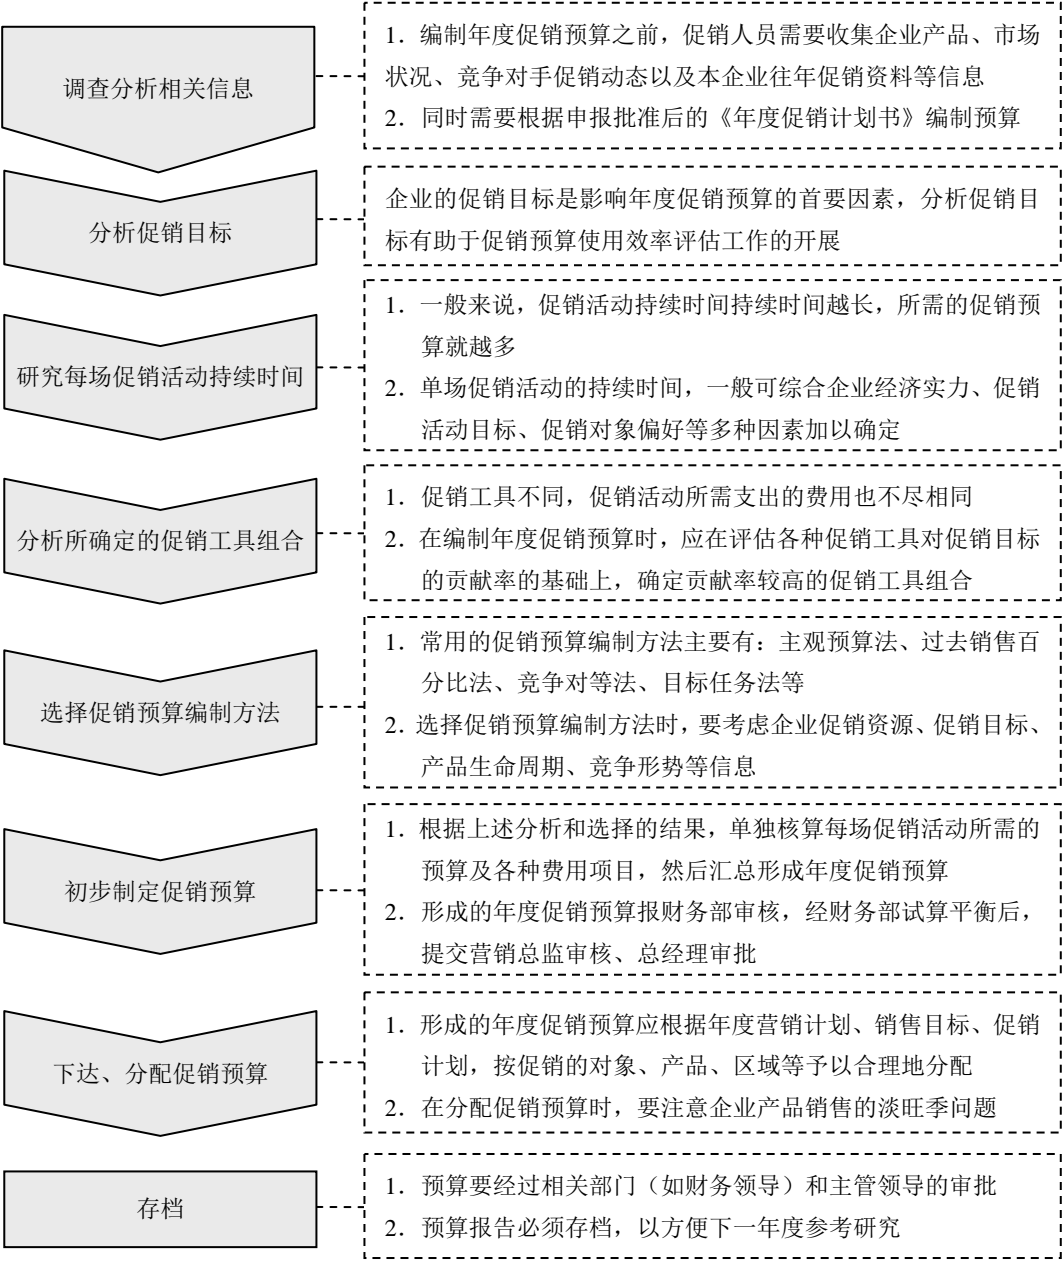 调查分析相关信息
1．编制年度促销预算之前，促销人员需要收集企业产品、市场
状况、竞争对手促销动态以及本企业往年促销资料等信息
2．同时需要根据申报批准后的《年度促销计划书》编制预算
分析促销目标
企业的促销目标是影响年度促销预算的首要因素，分析促销目
标有助于促销预算使用效率评估工作的开展
研究每场促销活动持续时间
1．一般来说，促销活动持续时间持续时间越长，所需的促销预
算就越多
2．单场促销活动的持续时间，一般可综合企业经济实力、促销
活动目标、促销对象偏好等多种因素加以确定
分析所确定的促销工具组合
1．促销工具不同，促销活动所需支出的费用也不尽相同
2．在编制年度促销预算时，应在评估各种促销工具对促销目标
的贡献率的基础上，确定贡献率较高的促销工具组合
选择促销预算编制方法
1．常用的促销预算编制方法主要有：主观预算法、过去销售百
分比法、竞争对等法、目标任务法等
2．选择促销预算编制方法时，要考虑企业促销资源、促销目标、
产品生命周期、竞争形势等信息
初步制定促销预算
1．根据上述分析和选择的结果，单独核算每场促销活动所需的
预算及各种费用项目，然后汇总形成年度促销预算
2．形成的年度促销预算报财务部审核，经财务部试算平衡后，
提交营销总监审核、总经理审批
下达、分配促销预算
1．形成的年度促销预算应根据年度营销计划、销售目标、促销
计划，按促销的对象、产品、区域等予以合理地分配
2．在分配促销预算时，要注意企业产品销售的淡旺季问题
存档
1．预算要经过相关部门（如财务领导）和主管领导的审批
2．预算报告必须存档，以方便下一年度参考研究